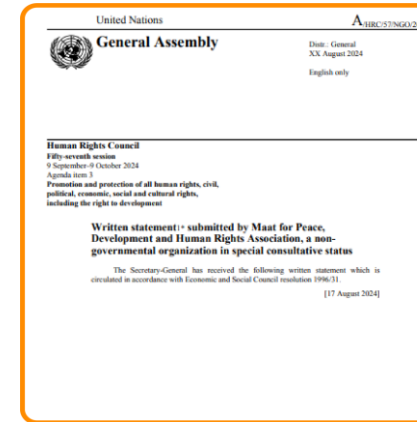 United Nations
A/HRC/57/NGO/2
General Assembly
Distr.: General
XX August 2024
English only
Human Rights Council
Fifty-seventh session
9 September–9 October 2024
Agenda item 3
Promotion and protection of all human rights, civil,
political, economic, social and cultural rights,
including the right to development
Written statement1* submitted by Maat for Peace,
Development and Human Rights Association, a non-
governmental organization in special consultative status
The Secretary-General has received the following written statement which is
circulated in accordance with Economic and Social Council resolution 1996/31.
[17 August 2024]